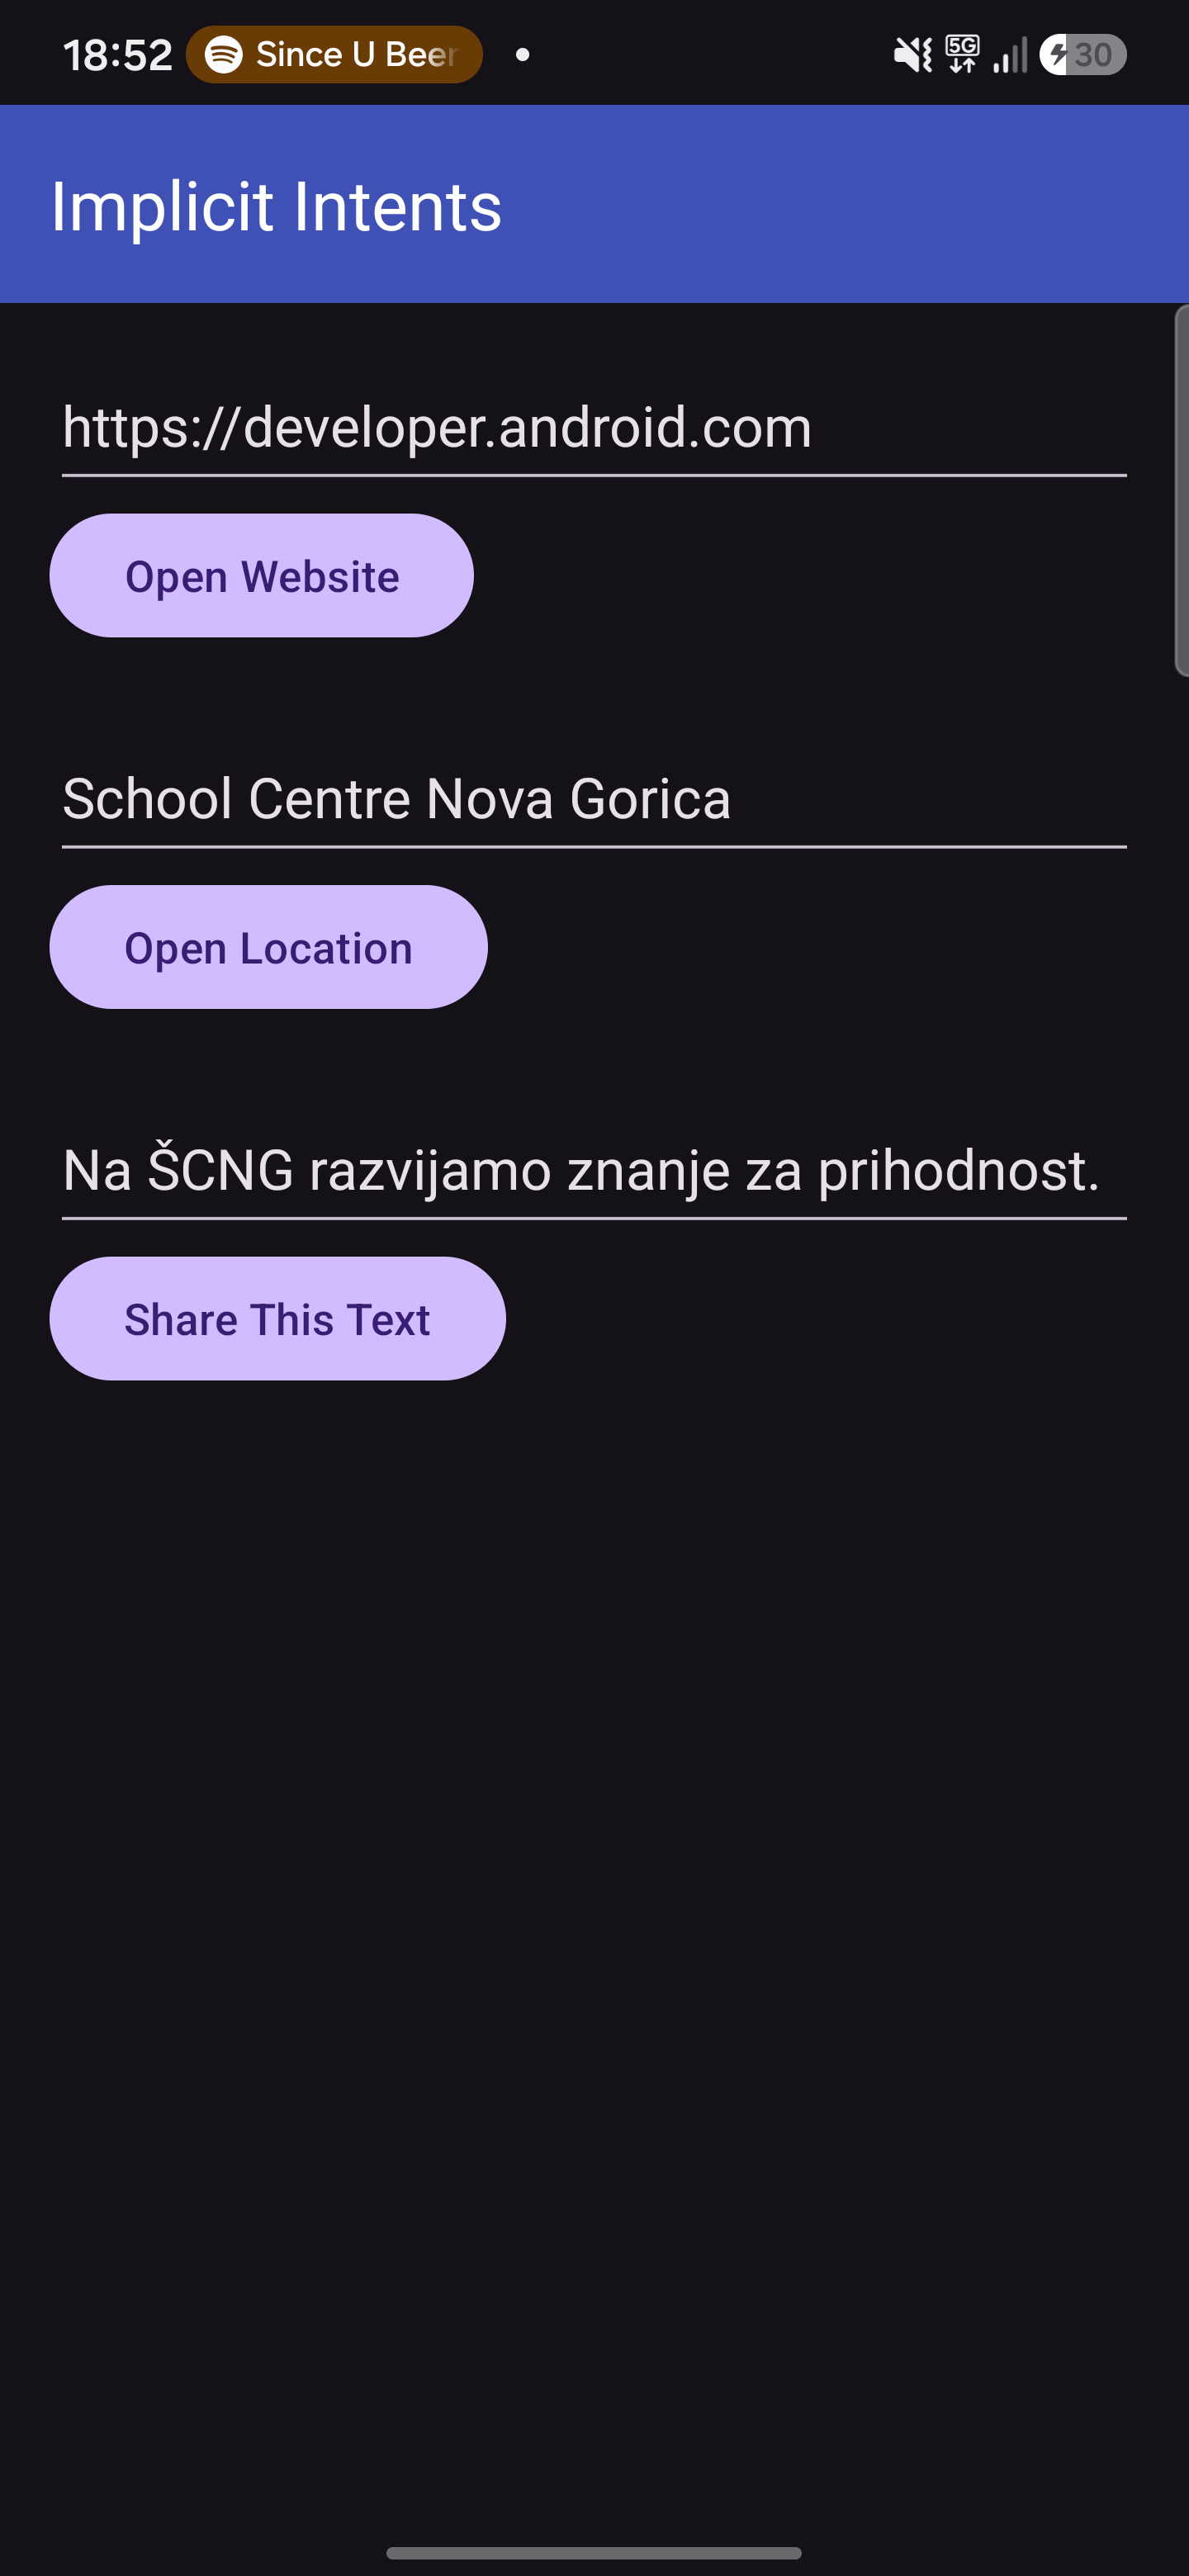 18:52 Since U Beer 5G 30
Implicit Intents
https://developer.android.com
Open Website
School Centre Nova Gorica
Open Location
Na ŠCNG razvijamo znanje za prihodnost.
Share This Text